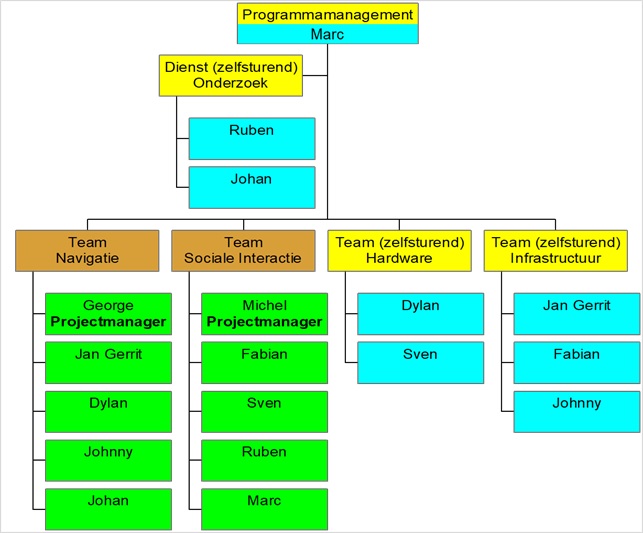 Programmamanagement
Marc
Dienst (zelfsturend)
Onderzoek
Ruben
Johan
Team
Navigatie
George
Projectmanager
Jan Gerrit
Dylan
Johnny
Johan
Team
Sociale Interactie
Michel
Projectmanager
Fabian
Sven
Ruben
Marc
Team (zelfsturend)
Hardware
Dylan
Sven
Team (zelfsturend)
Infrastructuur
Jan Gerrit
Fabian
Johnny